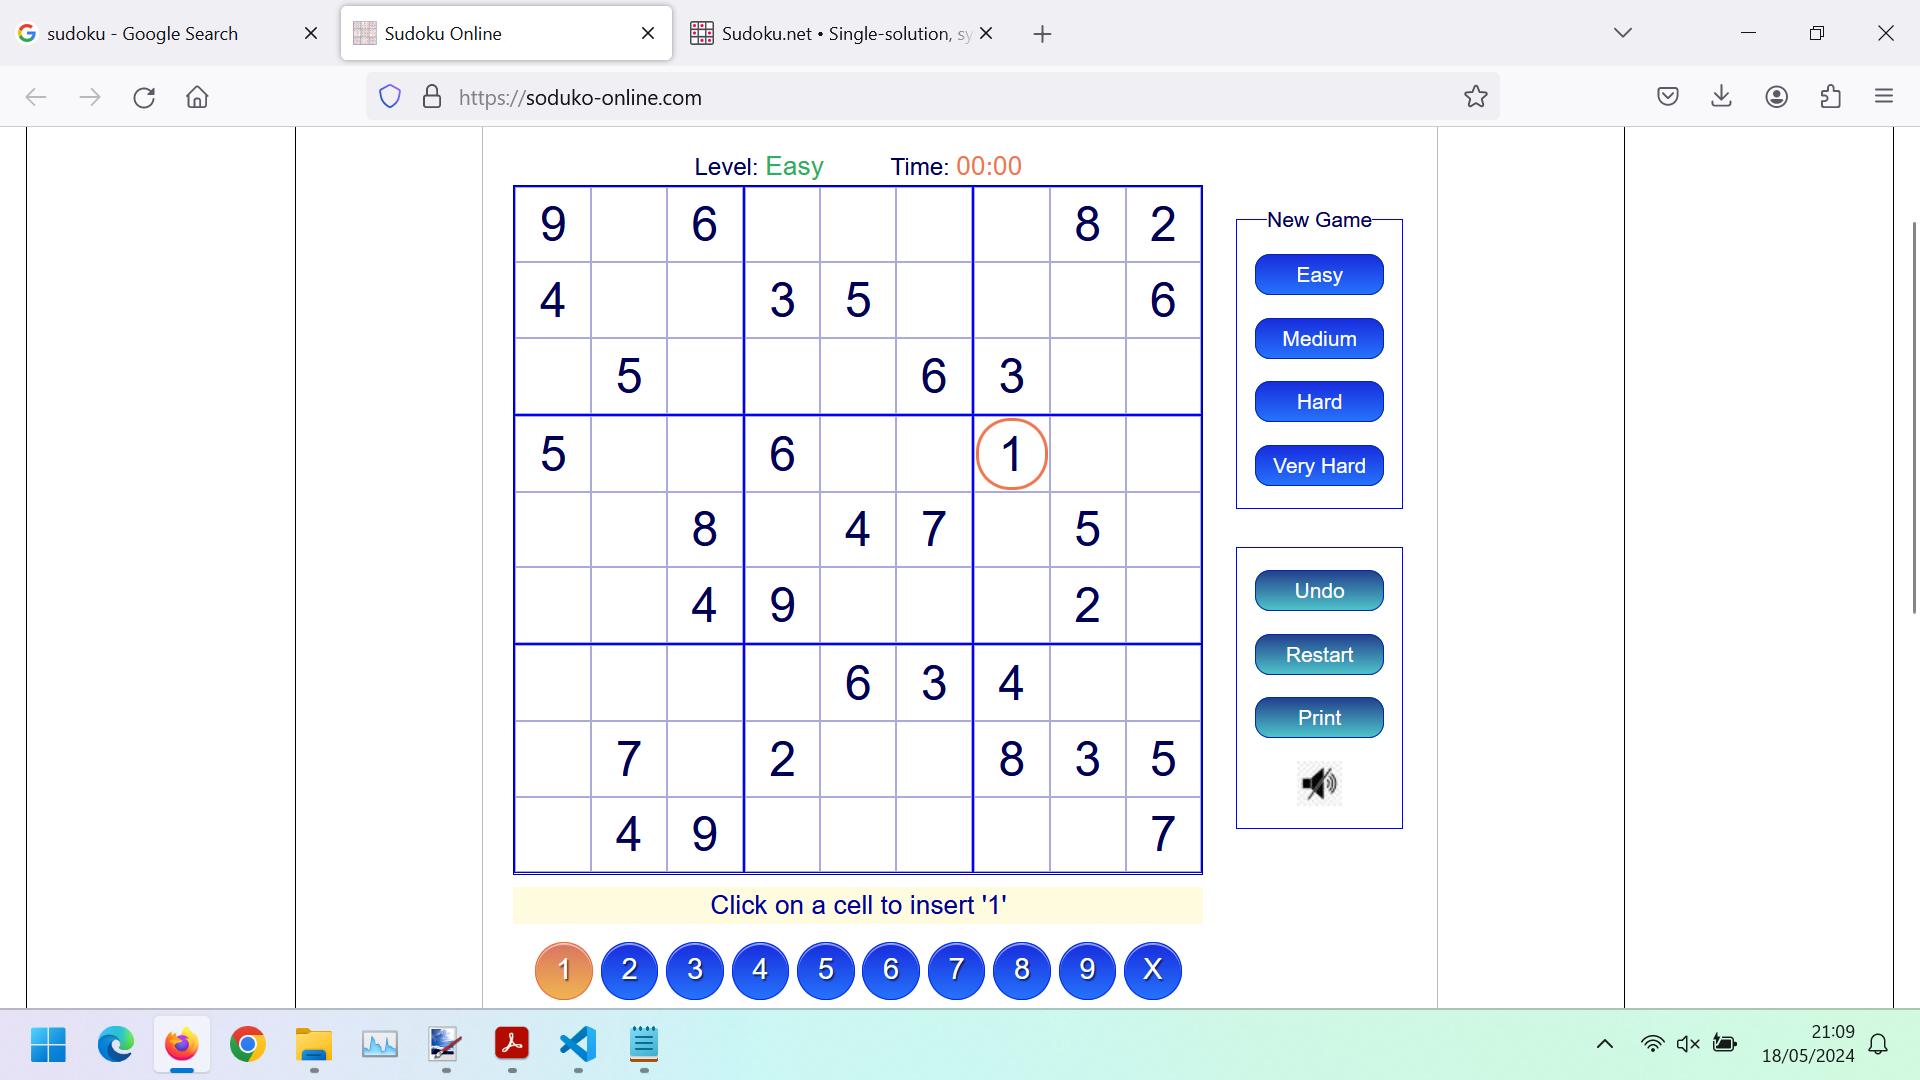 sudoku - Google Search
Sudoku Online
Sudoku.net • Single-solution, sy
https://soduko-online.com
Level: Easy Time: 00:00
9 6 8 2
4 3 5 6
5 6 3
5 6 1
8 4 7 5
4 9 2
6 3 4
7 2 8 3 5
4 9 7
Click on a cell to insert '1'
1 2 3 4 5 6 7 8 9 X
New Game
Easy
Medium
Hard
Very Hard
Undo
Restart
Print
21:09
18/05/2024